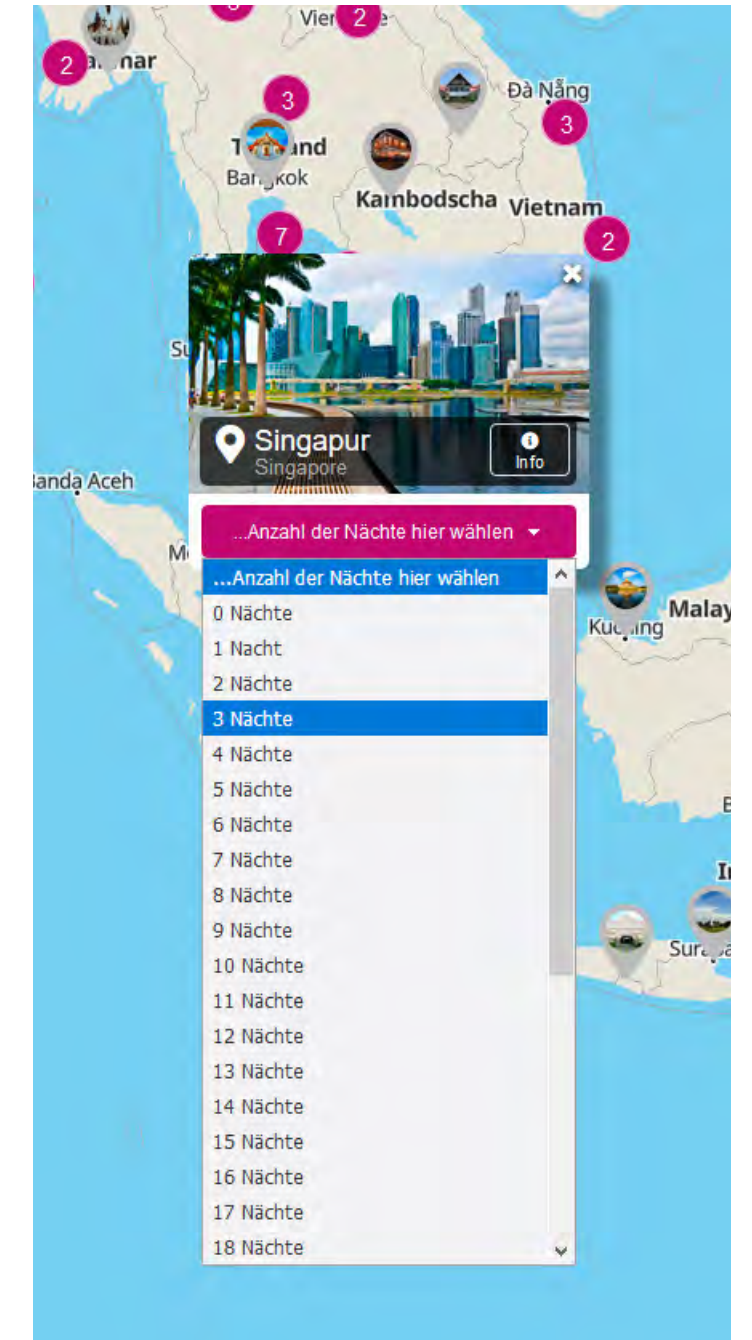 2
3
Đà Nẵng
3
Bangkok
Kambodscha
Vietnam
2
7
Singapur
Singapore
Info
Banda Aceh
...Anzahl der Nächte hier wählen
...Anzahl der Nächte hier wählen
0 Nächte
1 Nacht
2 Nächte
3 Nächte
4 Nächte
5 Nächte
6 Nächte
7 Nächte
8 Nächte
9 Nächte
10 Nächte
11 Nächte
12 Nächte
13 Nächte
14 Nächte
15 Nächte
16 Nächte
17 Nächte
18 Nächte
2
Kuching
Malay